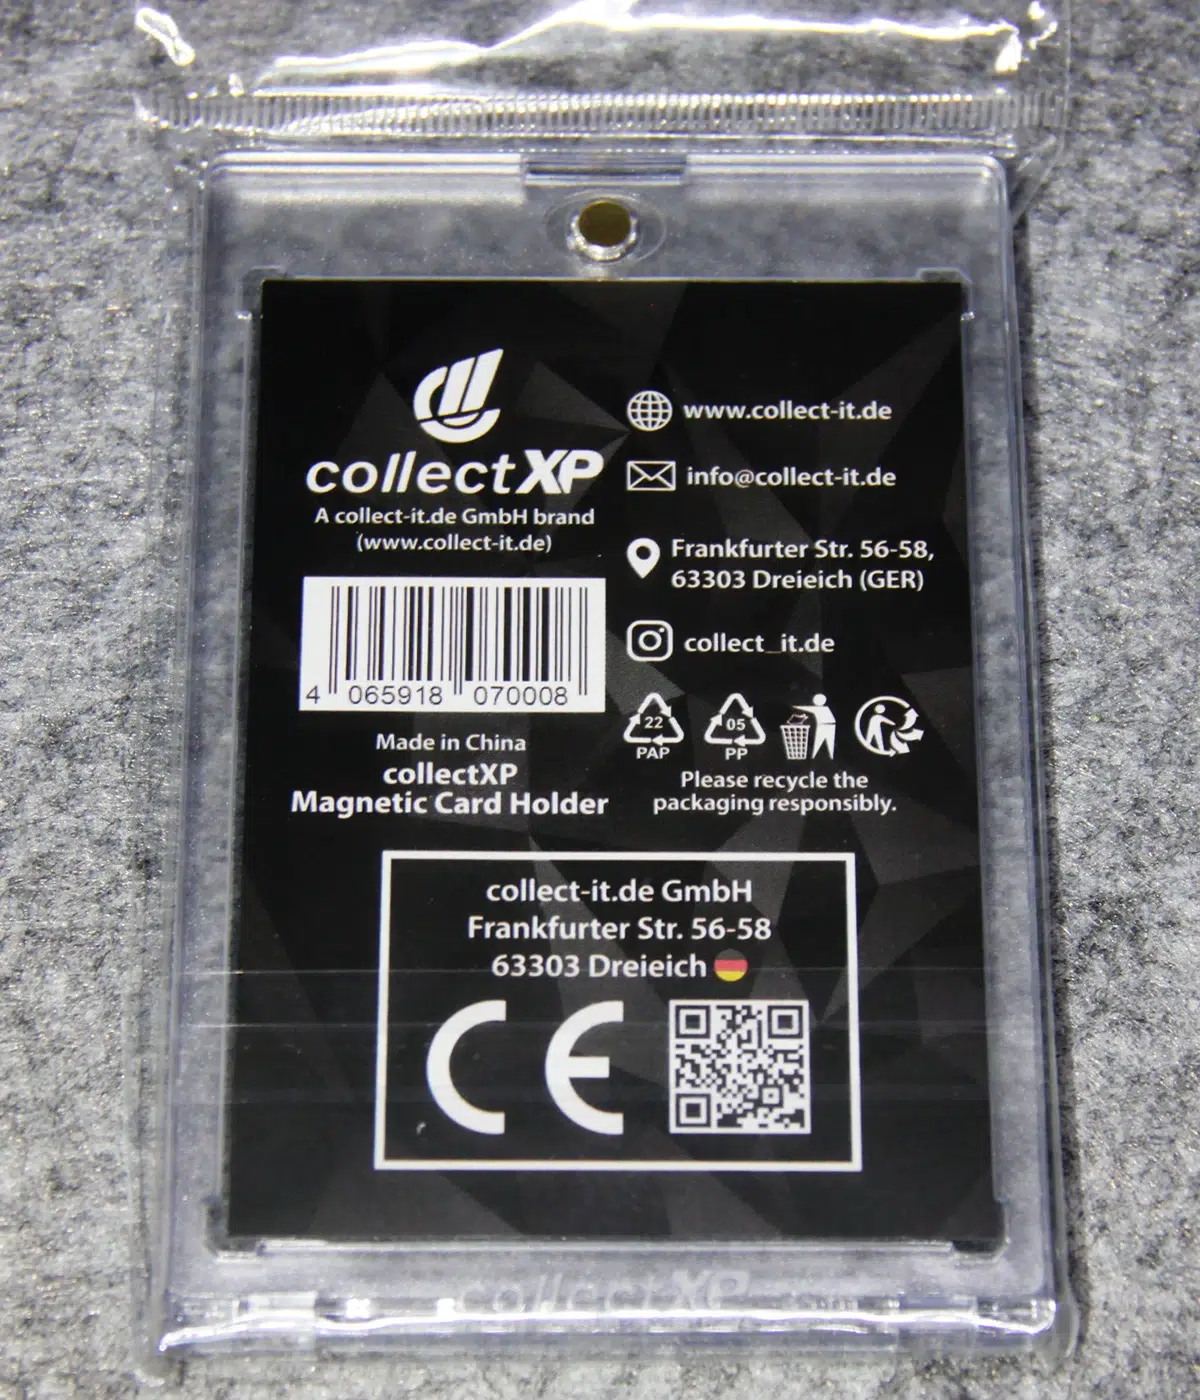 collectXP
A collect-it.de GmbH brand
(www.collect-it.de)
4 065918 070008
Made in China
collectXP
Magnetic Card Holder
www.collect-it.de
info@collect-it.de
Frankfurter Str. 56-58,
63303 Dreieich (GER)
collect_it.de
22
PAP
05
PP
Please recycle the
packaging responsibly.
collect-it.de GmbH
Frankfurter Str. 56-58
63303 Dreieich
CE
collectXP